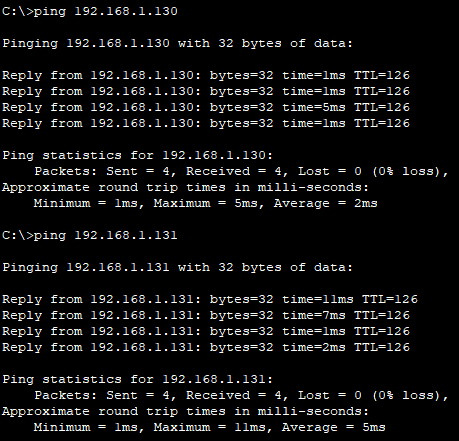 C:\>ping 192.168.1.130
Pinging 192.168.1.130 with 32 bytes of data:
Reply from 192.168.1.130: bytes=32 time=1ms TTL=126
Reply from 192.168.1.130: bytes=32 time=1ms TTL=126
Reply from 192.168.1.130: bytes=32 time=5ms TTL=126
Reply from 192.168.1.130: bytes=32 time=1ms TTL=126
Ping statistics for 192.168.1.130:
    Packets: Sent = 4, Received = 4, Lost = 0 (0% loss),
Approximate round trip times in milli-seconds:
    Minimum = 1ms, Maximum = 5ms, Average = 2ms
C:\>ping 192.168.1.131
Pinging 192.168.1.131 with 32 bytes of data:
Reply from 192.168.1.131: bytes=32 time=11ms TTL=126
Reply from 192.168.1.131: bytes=32 time=7ms TTL=126
Reply from 192.168.1.131: bytes=32 time=1ms TTL=126
Reply from 192.168.1.131: bytes=32 time=2ms TTL=126
Ping statistics for 192.168.1.131:
    Packets: Sent = 4, Received = 4, Lost = 0 (0% loss),
Approximate round trip times in milli-seconds:
    Minimum = 1ms, Maximum = 11ms, Average = 5ms